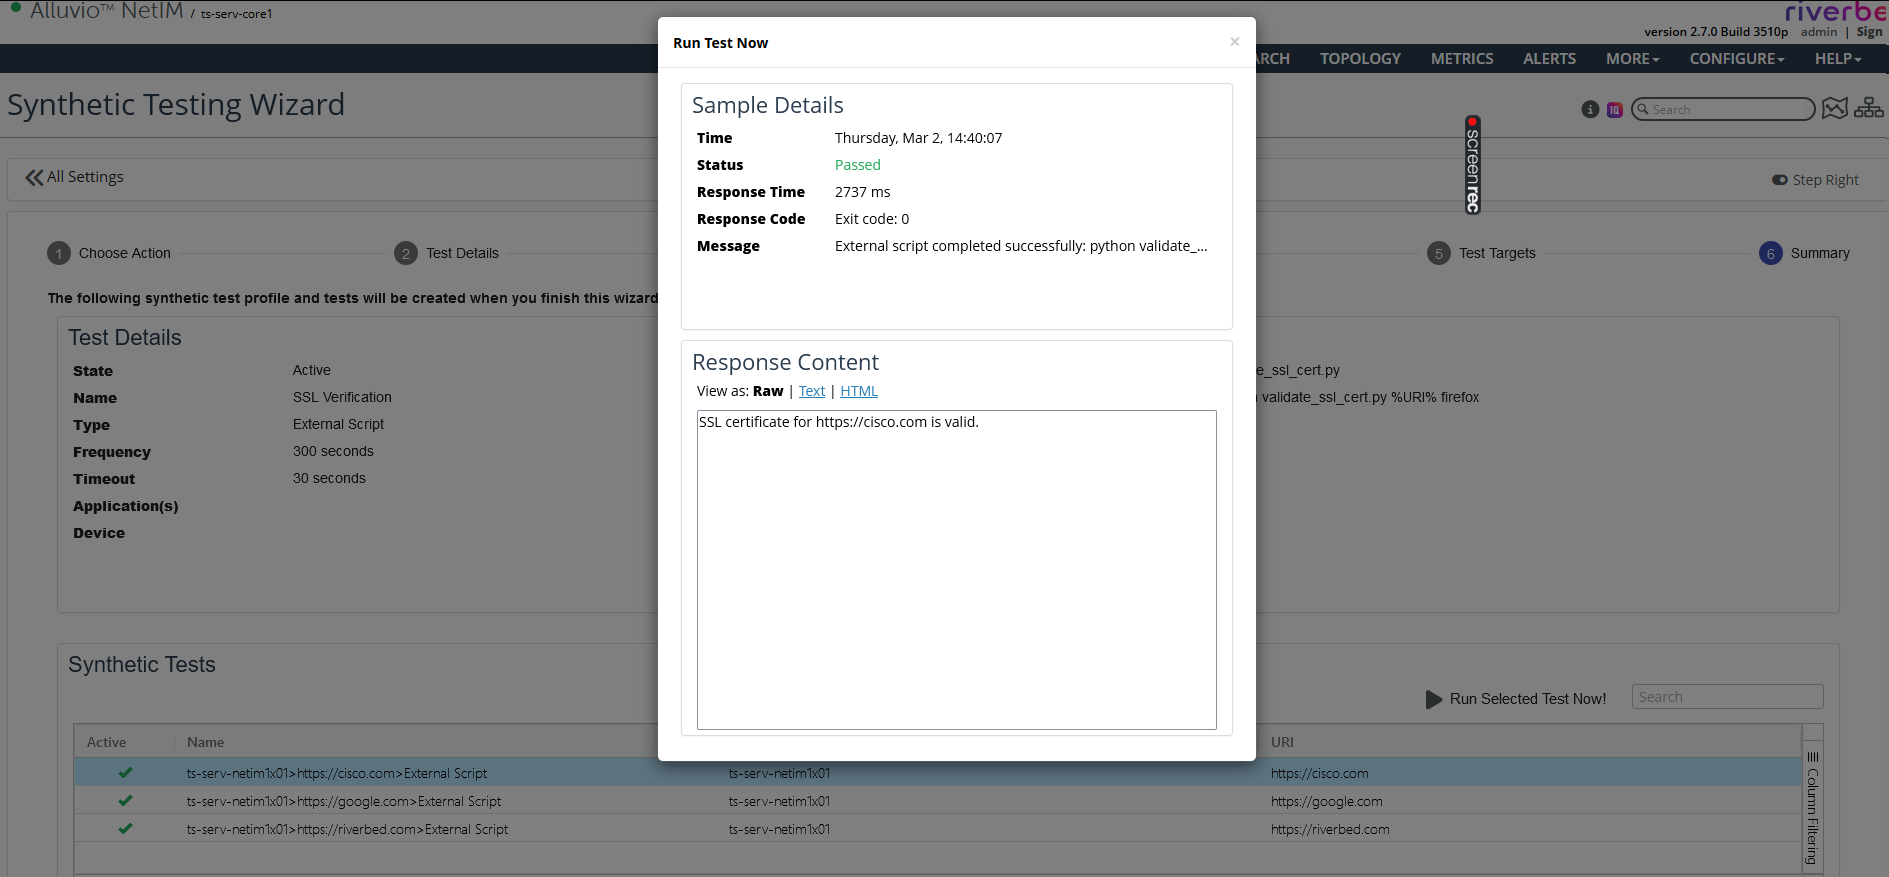 Alluvio™ NetIM / ts-serv-core1
version 2.7.0 Build 3510p admin | Sign
TOPOLOGY METRICS ALERTS MORE CONFIGURE HELP
Synthetic Testing Wizard
IQ
Search
screenrec
All Settings
Step Right
1 Choose Action 2 Test Details 5 Test Targets 6 Summary
The following synthetic test profile and tests will be created when you finish this wizard
Test Details
State Active
Name SSL Verification
Type External Script
Frequency 300 seconds
Timeout 30 seconds
Application(s)
Device
e_ssl_cert.py
validate_ssl_cert.py %URI% firefox
Run Test Now ×
Sample Details
Time Thursday, Mar 2, 14:40:07
Status Passed
Response Time 2737 ms
Response Code Exit code: 0
Message External script completed successfully: python validate_...
Response Content
View as: Raw | Text | HTML
SSL certificate for https://cisco.com is valid.
Synthetic Tests
Run Selected Test Now! Search
Active Name URI
ts-serv-netim1x01>https://cisco.com>External Script ts-serv-netim1x01 https://cisco.com
ts-serv-netim1x01>https://google.com>External Script ts-serv-netim1x01 https://google.com
ts-serv-netim1x01>https://riverbed.com>External Script ts-serv-netim1x01 https://riverbed.com
Column Filtering